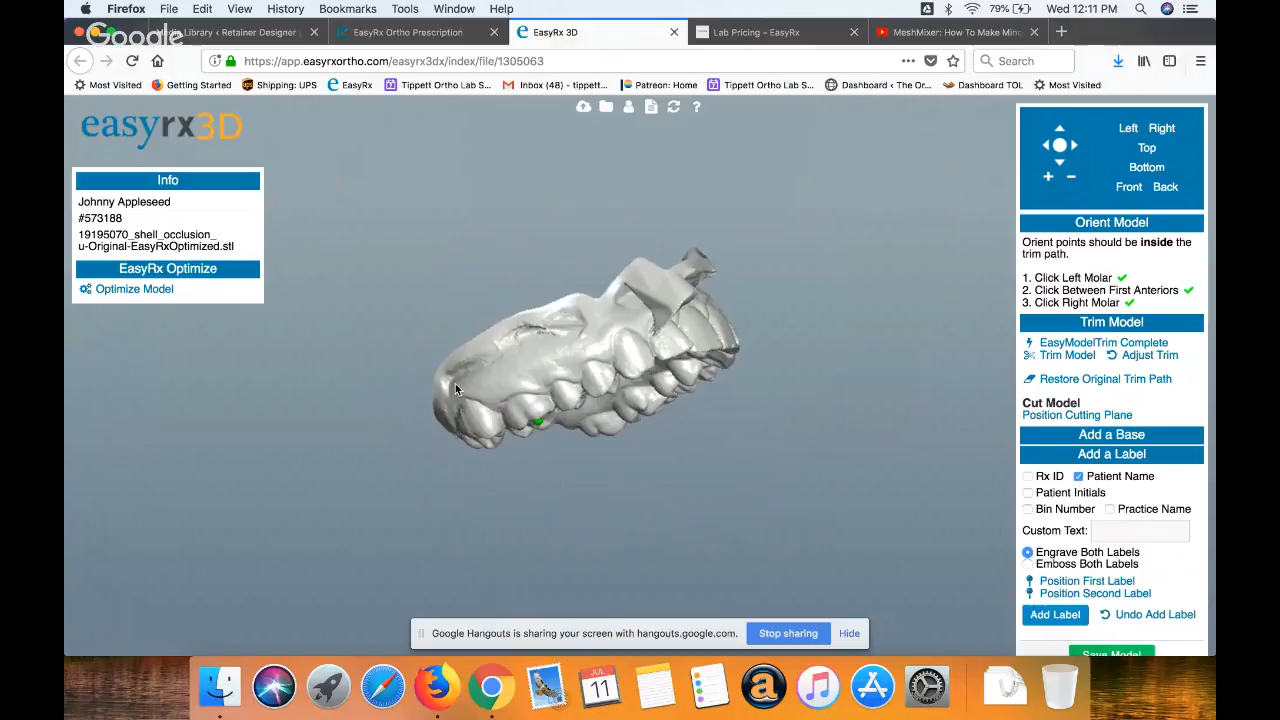 Firefox File Edit View History Bookmarks Tools Window Help 79% Wed 12:11 PM
Google
dia Library ‹ Retainer Designer EasyRx Ortho Prescription EasyRx 3D Lab Pricing – EasyRx MeshMixer: How To Make Mino
https://app.easyrxortho.com/easyrx3dx/index/file/1305063 Search
Most Visited Getting Started Shipping: UPS EasyRx Tippett Ortho Lab S... Inbox (48) - tippett... Patreon: Home Tippett Ortho Lab S... Dashboard ‹ The Or... Dashboard TOL Most Visited
easyrx3D
Info
Johnny Appleseed
#573188
19195070_shell_occlusion_
u-Original-EasyRxOptimized.stl
EasyRx Optimize
Optimize Model
Left Right
Top
Bottom
Front Back
Orient Model
Orient points should be inside the
trim path.
1. Click Left Molar
2. Click Between First Anteriors
3. Click Right Molar
Trim Model
EasyModelTrim Complete
Trim Model Adjust Trim
Restore Original Trim Path
Cut Model
Position Cutting Plane
Add a Base
Add a Label
Rx ID Patient Name
Patient Initials
Bin Number Practice Name
Custom Text:
Engrave Both Labels
Emboss Both Labels
Position First Label
Position Second Label
Add Label Undo Add Label
Save Model
Google Hangouts is sharing your screen with hangouts.google.com. Stop sharing Hide
JUL
11